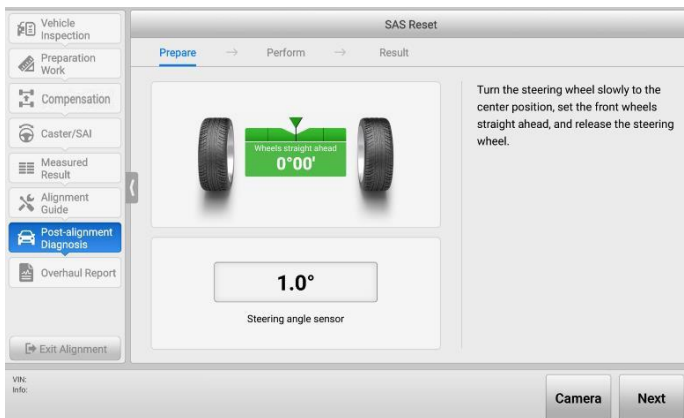 SAS Reset
Vehicle
Inspection
Preparation
Work
Compensation
Caster/SAI
Measured
Result
Alignment
Guide
Post-alignment
Diagnosis
Overhaul Report
Exit Alignment
Prepare → Perform → Result
Wheels straight ahead
0°00'
1.0°
Steering angle sensor
Turn the steering wheel slowly to the
center position, set the front wheels
straight ahead, and release the steering
wheel.
VIN:
Info:
Camera
Next